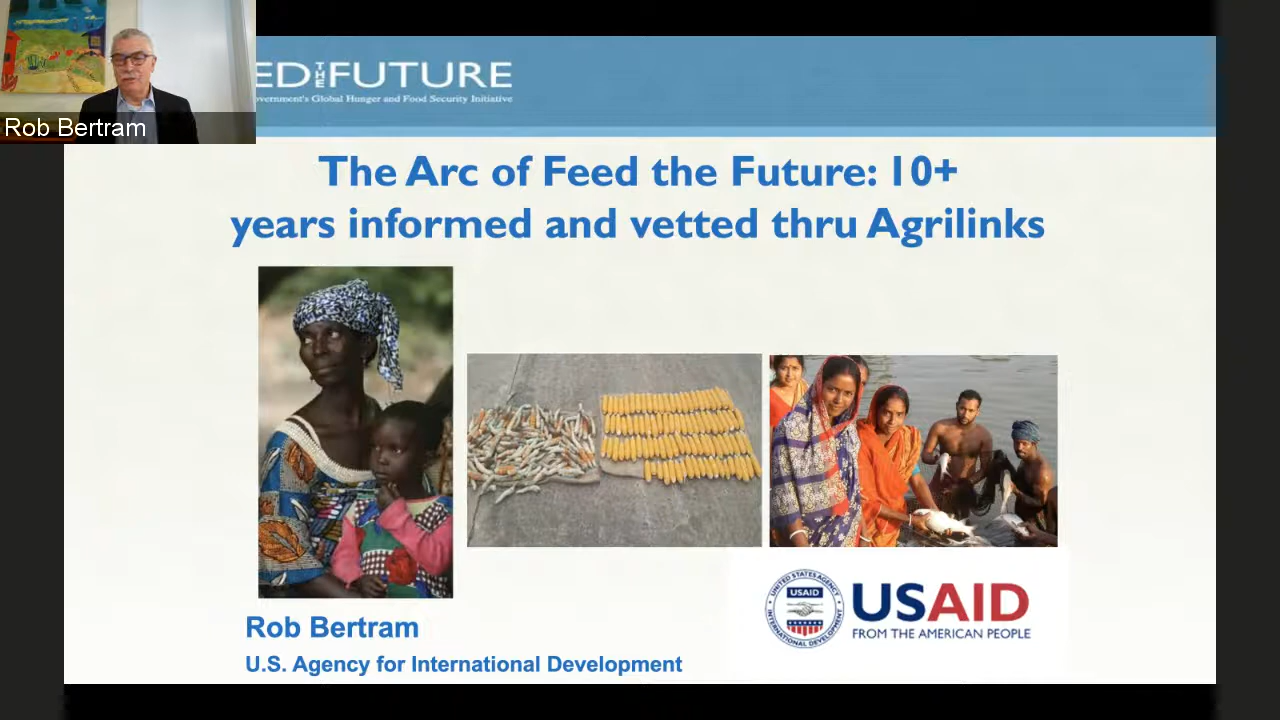 Rob Bertram
ED THE FUTURE
overnment's Global Hunger and Food Security Initiative
The Arc of Feed the Future: 10+
years informed and vetted thru Agrilinks
Rob Bertram
U.S. Agency for International Development
UNITED STATES AGENCY
USAID
INTERNATIONAL DEVELOPMENT
USAID
FROM THE AMERICAN PEOPLE